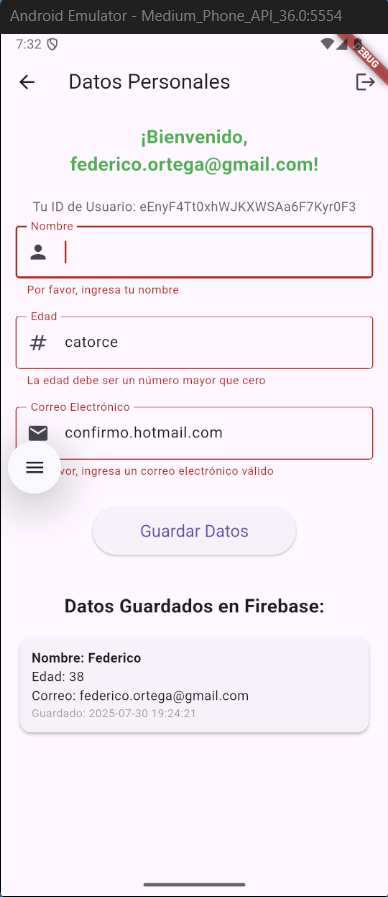 Android Emulator - Medium_Phone_API_36.0:5554
7:32
DEBUG
Datos Personales
¡Bienvenido,
federico.ortega@gmail.com!
Tu ID de Usuario: eEnyF4Tt0xhWJKXWSAa6F7Kyr0F3
Nombre
Por favor, ingresa tu nombre
Edad
# catorce
La edad debe ser un número mayor que cero
Correo Electrónico
confirmo.hotmail.com
vor, ingresa un correo electrónico válido
Guardar Datos
Datos Guardados en Firebase:
Nombre: Federico
Edad: 38
Correo: federico.ortega@gmail.com
Guardado: 2025-07-30 19:24:21